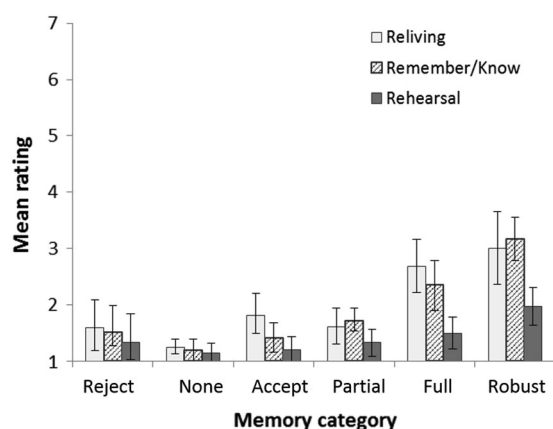 7
6
5
4
3
2
1
Mean rating
Reliving
Remember/Know
Rehearsal
Reject None Accept Partial Full Robust
Memory category